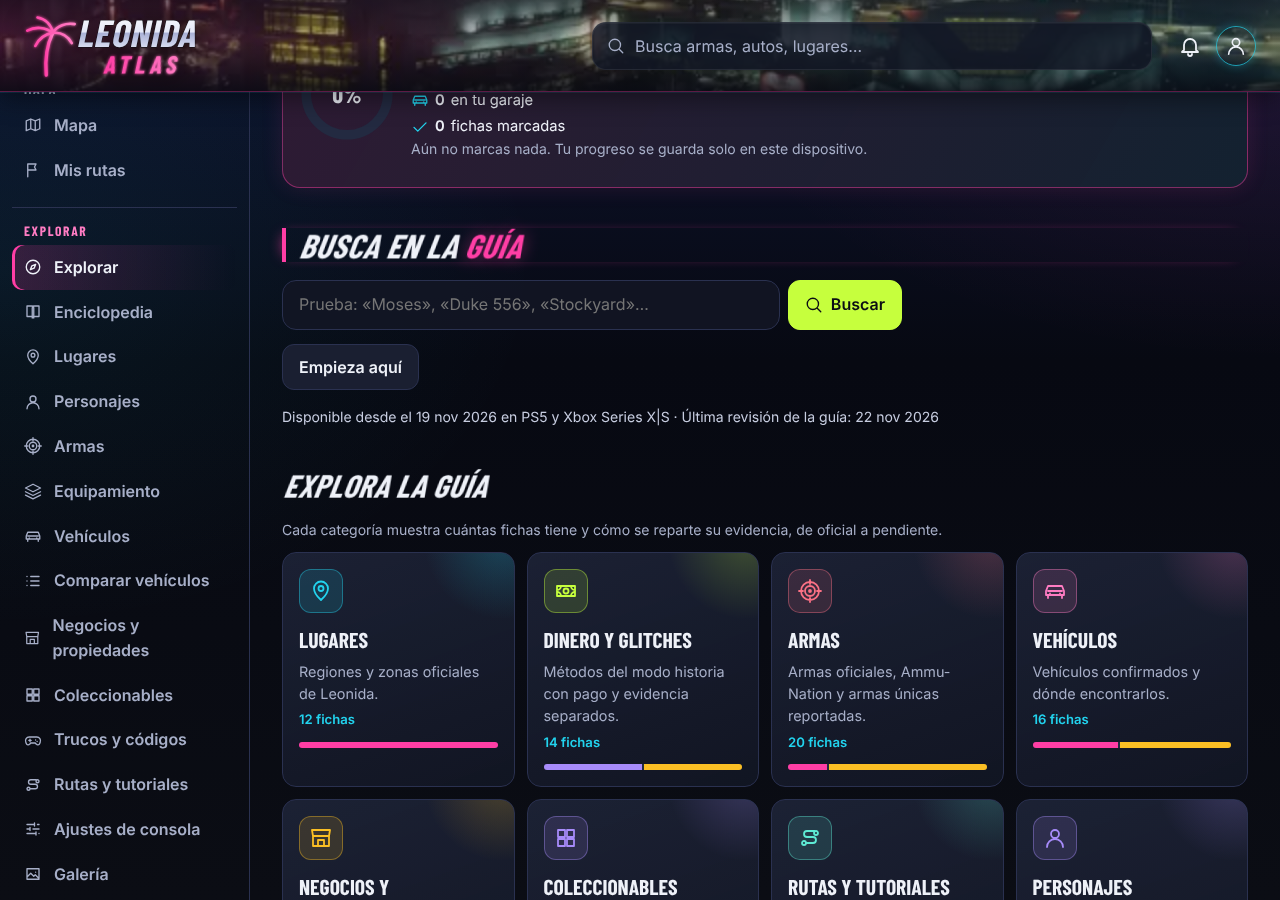 LEONIDA
ATLAS
Busca armas, autos, lugares...
Mapa
Mis rutas
EXPLORAR
Explorar
Enciclopedia
Lugares
Personajes
Armas
Equipamiento
Vehículos
Comparar vehículos
Negocios y
propiedades
Coleccionables
Trucos y códigos
Rutas y tutoriales
Ajustes de consola
Galería
0%
0 en tu garaje
0 fichas marcadas
Aún no marcas nada. Tu progreso se guarda solo en este dispositivo.
BUSCA EN LA GUÍA
Prueba: «Moses», «Duke 556», «Stockyard»...
Buscar
Empieza aquí
Disponible desde el 19 nov 2026 en PS5 y Xbox Series X|S · Última revisión de la guía: 22 nov 2026
EXPLORA LA GUÍA
Cada categoría muestra cuántas fichas tiene y cómo se reparte su evidencia, de oficial a pendiente.
LUGARES
Regiones y zonas oficiales
de Leonida.
12 fichas
DINERO Y GLITCHES
Métodos del modo historia
con pago y evidencia
separados.
14 fichas
ARMAS
Armas oficiales, Ammu-
Nation y armas únicas
reportadas.
20 fichas
VEHÍCULOS
Vehículos confirmados y
dónde encontrarlos.
16 fichas
NEGOCIOS Y
COLECCIONABLES
RUTAS Y TUTORIALES
PERSONAJES